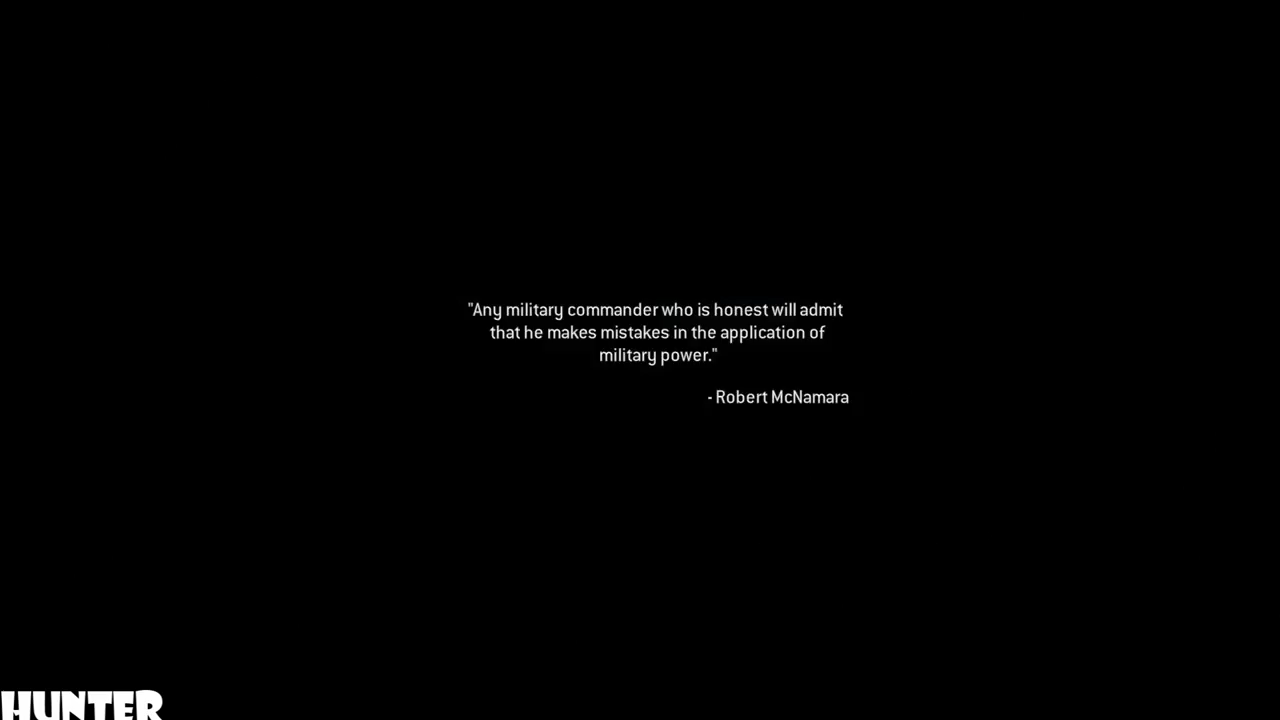 "Any military commander who is honest will admit
that he makes mistakes in the application of
military power."
- Robert McNamara
HUNTER